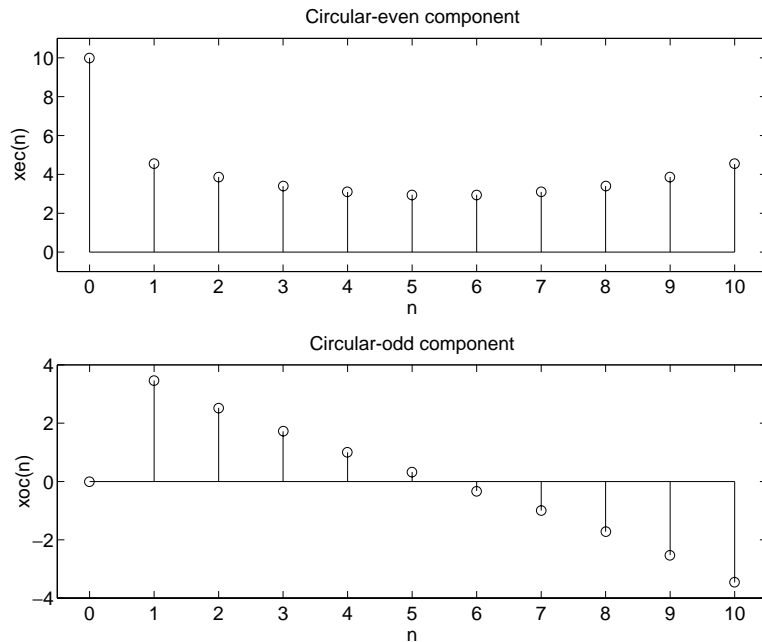 Circular-even component
10
8
6
4
2
0
xec(n)
0 1 2 3 4 5 6 7 8 9 10
n
Circular-odd component
4
2
0
−2
−4
xoc(n)
0 1 2 3 4 5 6 7 8 9 10
n